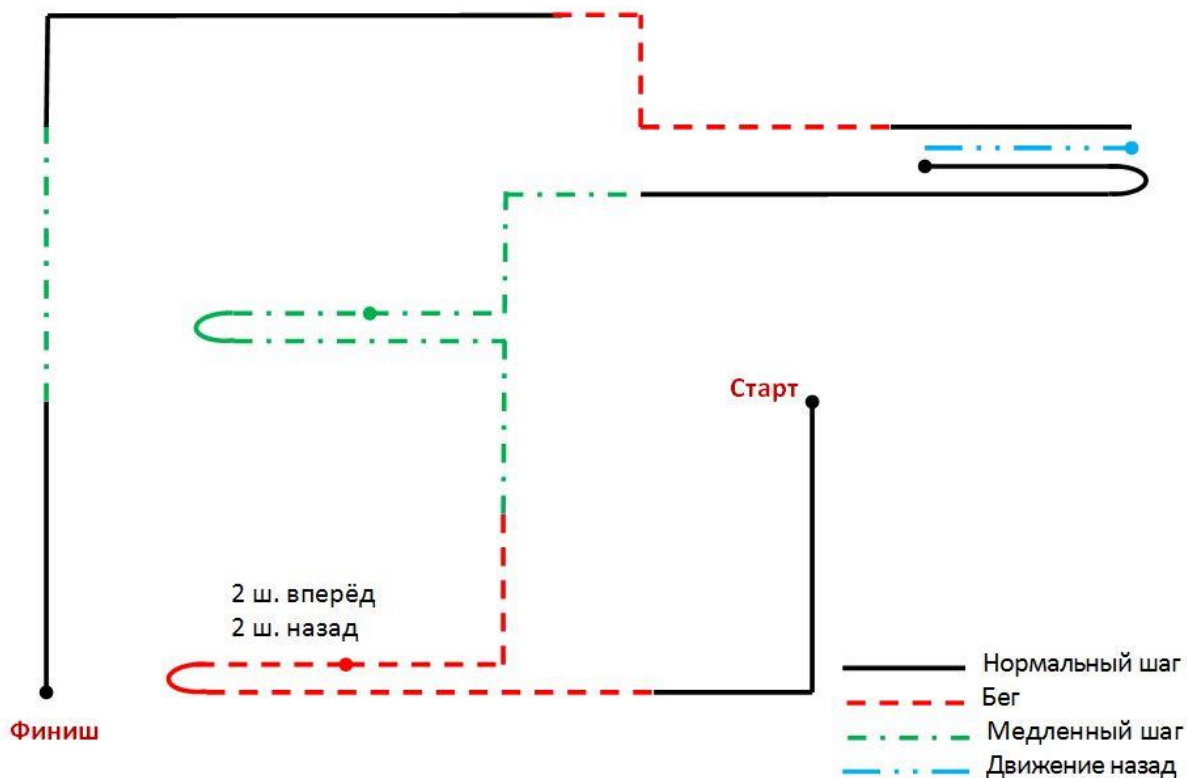 Старт
2 ш. вперёд
2 ш. назад
Финиш
Нормальный шаг
Бег
Медленный шаг
Движение назад